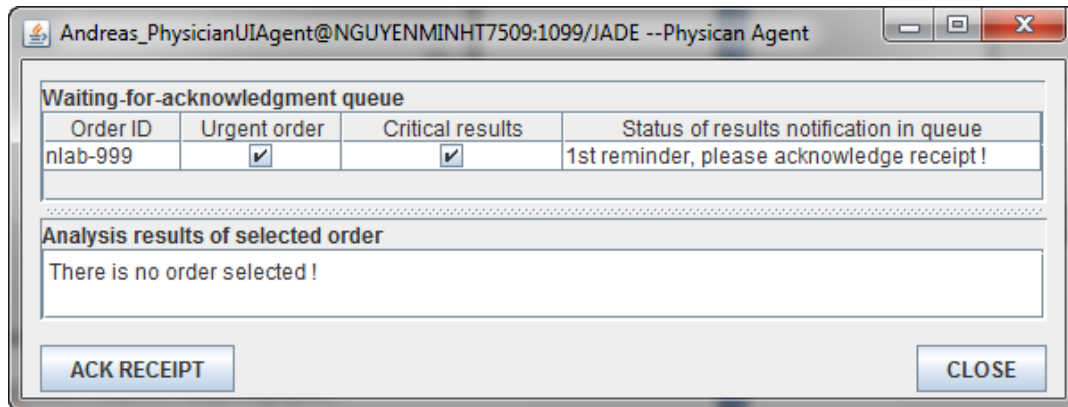 Andreas_PhysicianUIAgent@NGUYENMINHT7509:1099/JADE --Physican Agent
Waiting-for-acknowledgment queue
Order ID Urgent order Critical results Status of results notification in queue
nlab-999 1st reminder, please acknowledge receipt !
Analysis results of selected order
There is no order selected !
ACK RECEIPT CLOSE